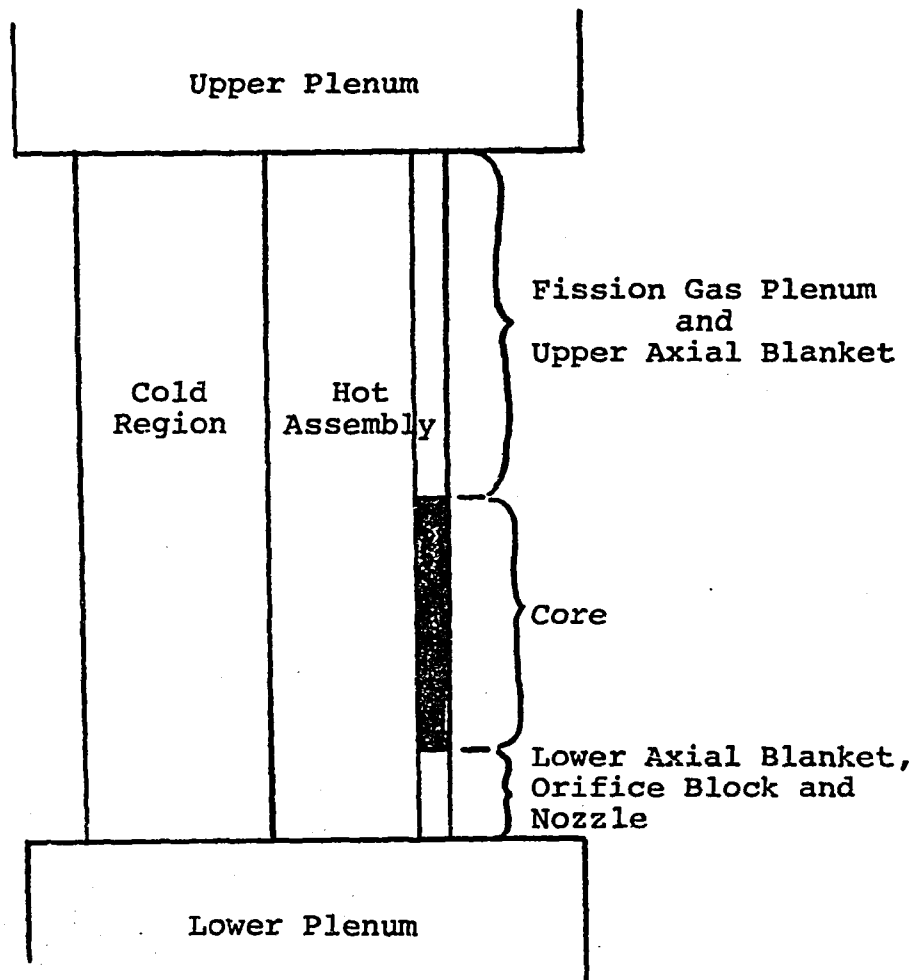 Upper Plenum
Fission Gas Plenum
and
Upper Axial Blanket
Cold
Region
Hot
Assembly
Core
Lower Axial Blanket,
Orifice Block and
Nozzle
Lower Plenum